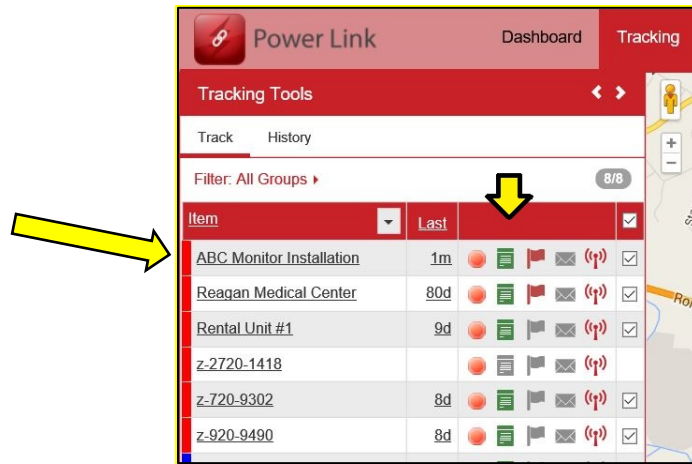 Power Link Dashboard Tracking
Tracking Tools
Track History
Filter: All Groups 8/8
Item Last
ABC Monitor Installation 1m
Reagan Medical Center 80d
Rental Unit #1 9d
z-2720-1418
z-720-9302 8d
z-920-9490 8d